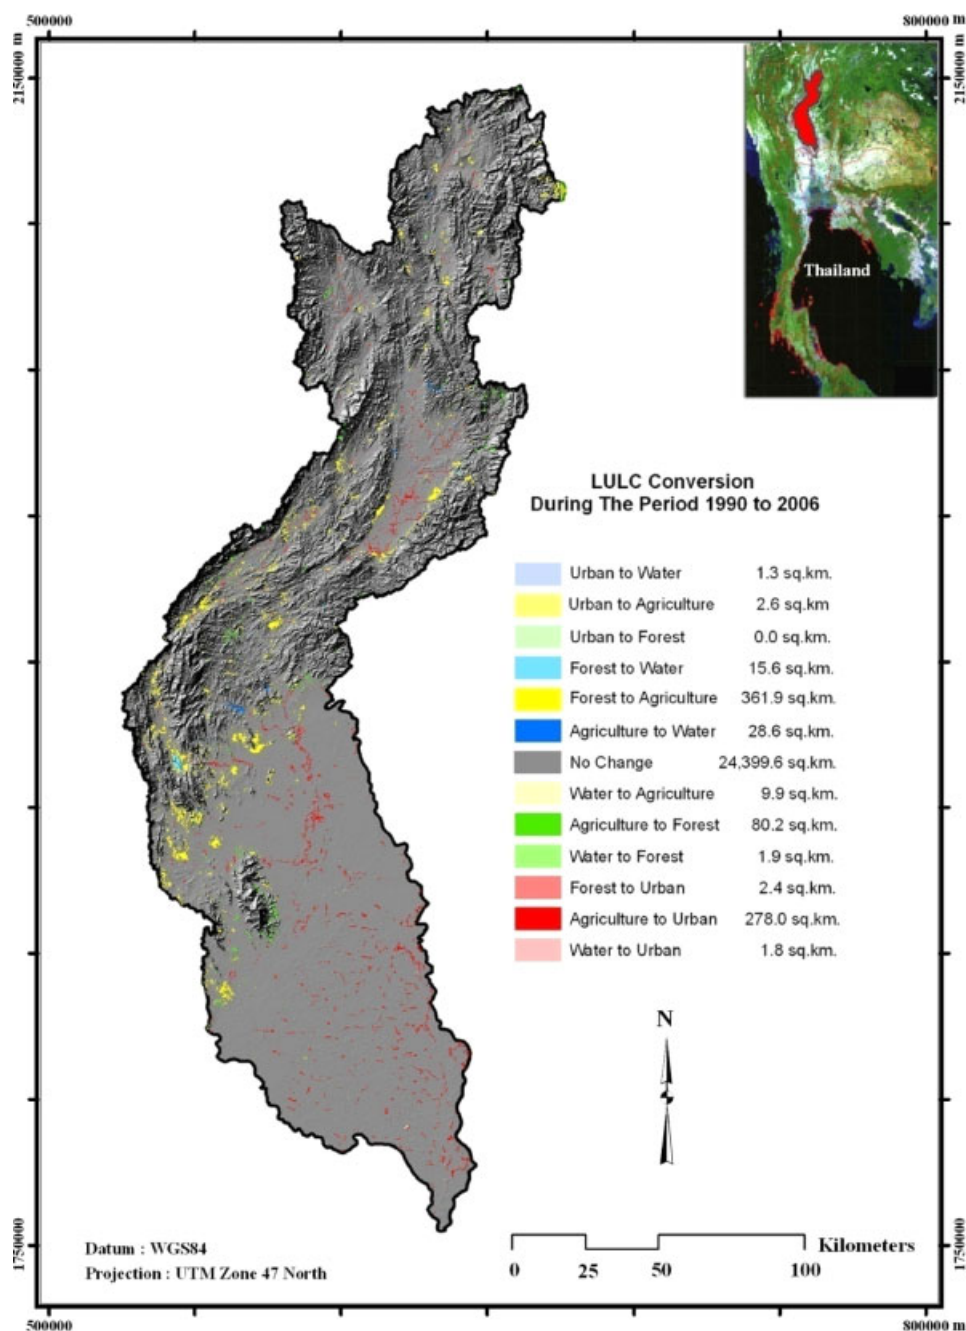 500000
800000 m
2150000 m
2150000 m
Thailand
LULC Conversion
During The Period 1990 to 2006
Urban to Water 1.3 sq.km.
Urban to Agriculture 2.6 sq.km
Urban to Forest 0.0 sq.km.
Forest to Water 15.6 sq.km.
Forest to Agriculture 361.9 sq.km.
Agriculture to Water 28.6 sq.km.
No Change 24,399.6 sq.km.
Water to Agriculture 9.9 sq.km.
Agriculture to Forest 80.2 sq.km.
Water to Forest 1.9 sq.km.
Forest to Urban 2.4 sq.km.
Agriculture to Urban 278.0 sq.km.
Water to Urban 1.8 sq.km.
N
1750000
1750000
Datum : WGS84
Projection : UTM Zone 47 North
Kilometers
0 25 50 100
500000
800000 m